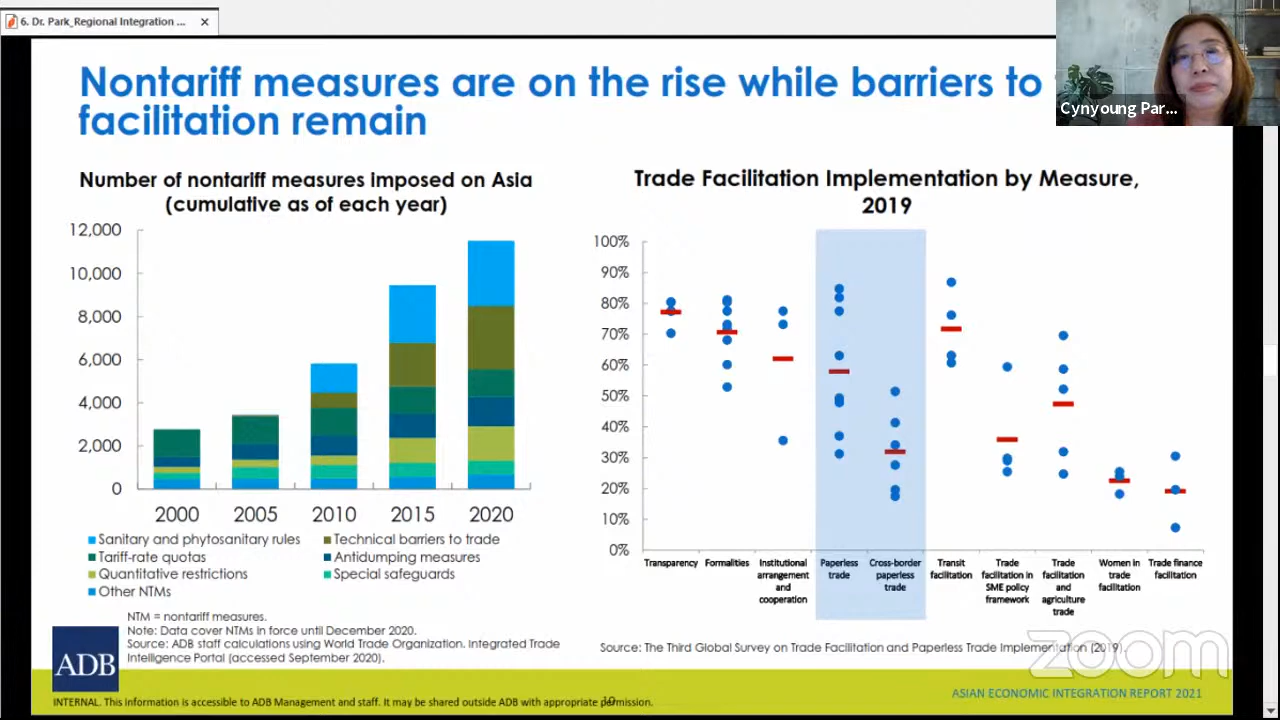 6. Dr. Park_Regional Integration ...
Nontariff measures are on the rise while barriers to
facilitation remain
Cynyoung Par...
Number of nontariff measures imposed on Asia
(cumulative as of each year)
12,000
10,000
8,000
6,000
4,000
2,000
0
2000 2005 2010 2015 2020
Sanitary and phytosanitary rules Technical barriers to trade
Tariff-rate quotas Antidumping measures
Quantitative restrictions Special safeguards
Other NTMs
NTM = nontariff measures.
Note: Data cover NTMs in force until December 2020.
Source: ADB staff calculations using World Trade Organization. Integrated Trade
Intelligence Portal (accessed September 2020).
Trade Facilitation Implementation by Measure,
2019
100%
90%
80%
70%
60%
50%
40%
30%
20%
10%
0%
Transparency
Formalities
Institutional
arrangement
and
cooperation
Paperless
trade
Cross-border
paperless
trade
Transit
facilitation
Trade
facilitation in
SME policy
framework
Trade
facilitation
and
agriculture
trade
Women in
trade
facilitation
Trade finance
facilitation
Source: The Third Global Survey on Trade Facilitation and Paperless Trade Implementation (2019).
zoom
ADB
INTERNAL. This information is accessible to ADB Management and staff. It may be shared outside ADB with appropriate permission.
10
ASIAN ECONOMIC INTEGRATION REPORT 2021